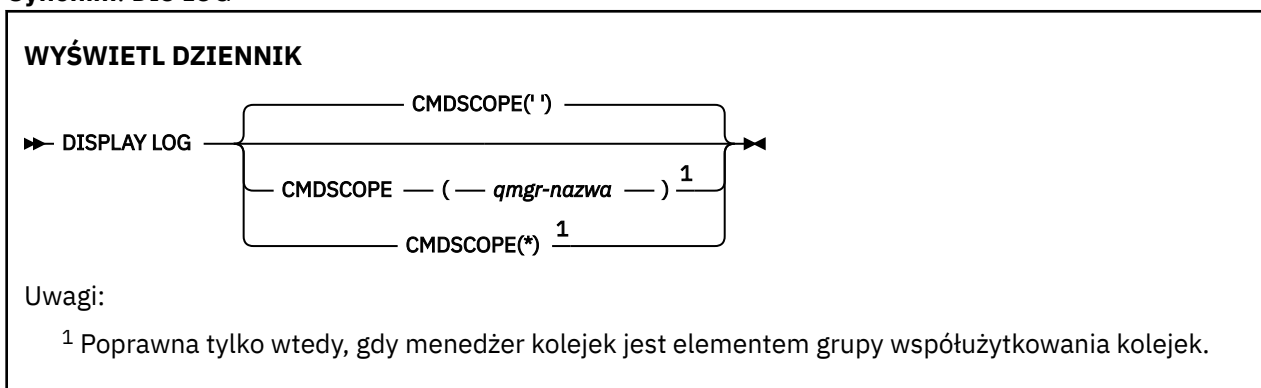 WYŚWIETL DZIENNIK
CMDSCOPE(' ')
DISPLAY LOG
CMDSCOPE ( qmgr-nazwa ) 1
CMDSCOPE(*) 1
Uwagi:
1 Poprawna tylko wtedy, gdy menedżer kolejek jest elementem grupy współużytkowania kolejek.